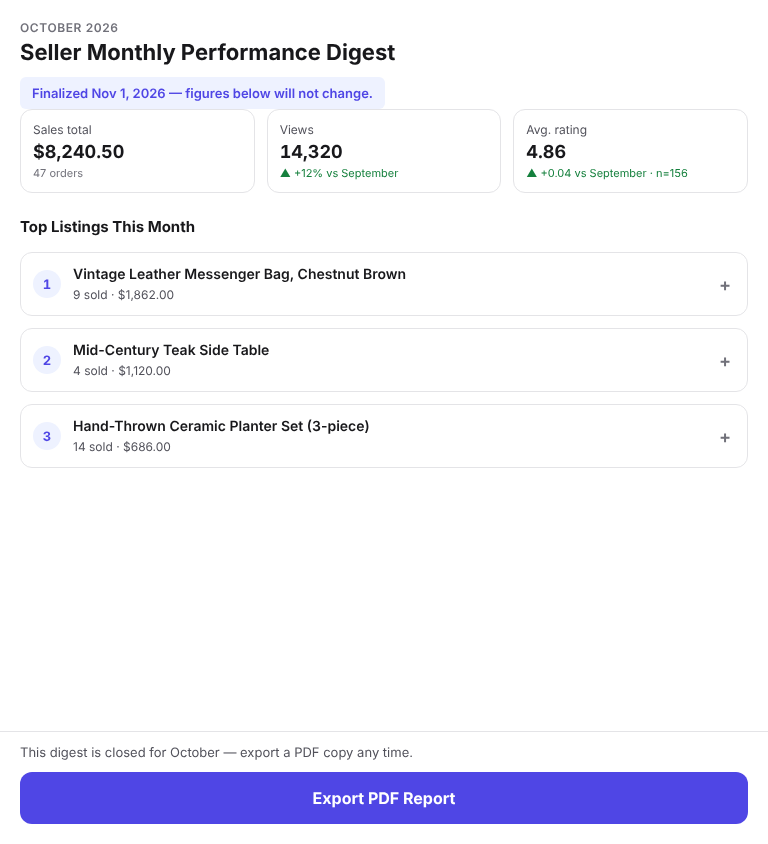 OCTOBER 2026
Seller Monthly Performance Digest
Finalized Nov 1, 2026 — figures below will not change.
Sales total
$8,240.50
47 orders
Views
14,320
▲ +12% vs September
Avg. rating
4.86
▲ +0.04 vs September · n=156
Top Listings This Month
1
Vintage Leather Messenger Bag, Chestnut Brown
9 sold · $1,862.00
+
2
Mid-Century Teak Side Table
4 sold · $1,120.00
+
3
Hand-Thrown Ceramic Planter Set (3-piece)
14 sold · $686.00
+
This digest is closed for October — export a PDF copy any time.
Export PDF Report